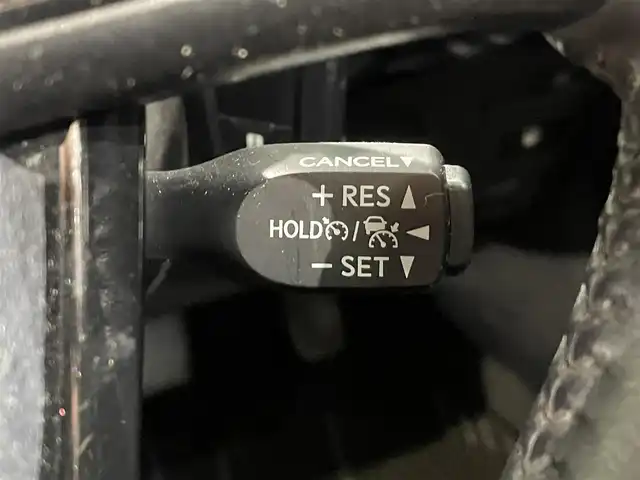 CANCEL▼
+ RES ▲
HOLD / ◀
− SET ▼